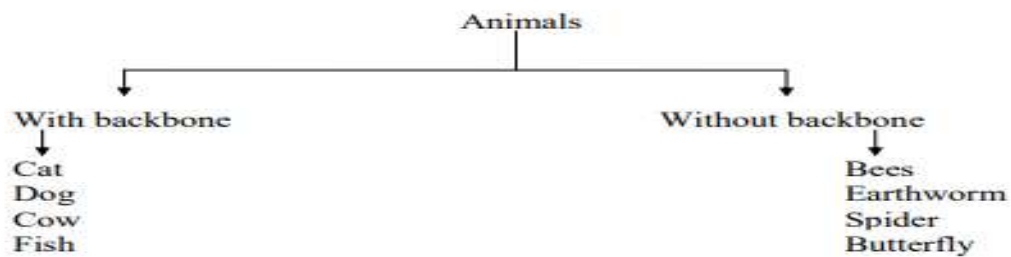 Animals
With backbone
Without backbone
Cat
Dog
Cow
Fish
Bees
Earthworm
Spider
Butterfly